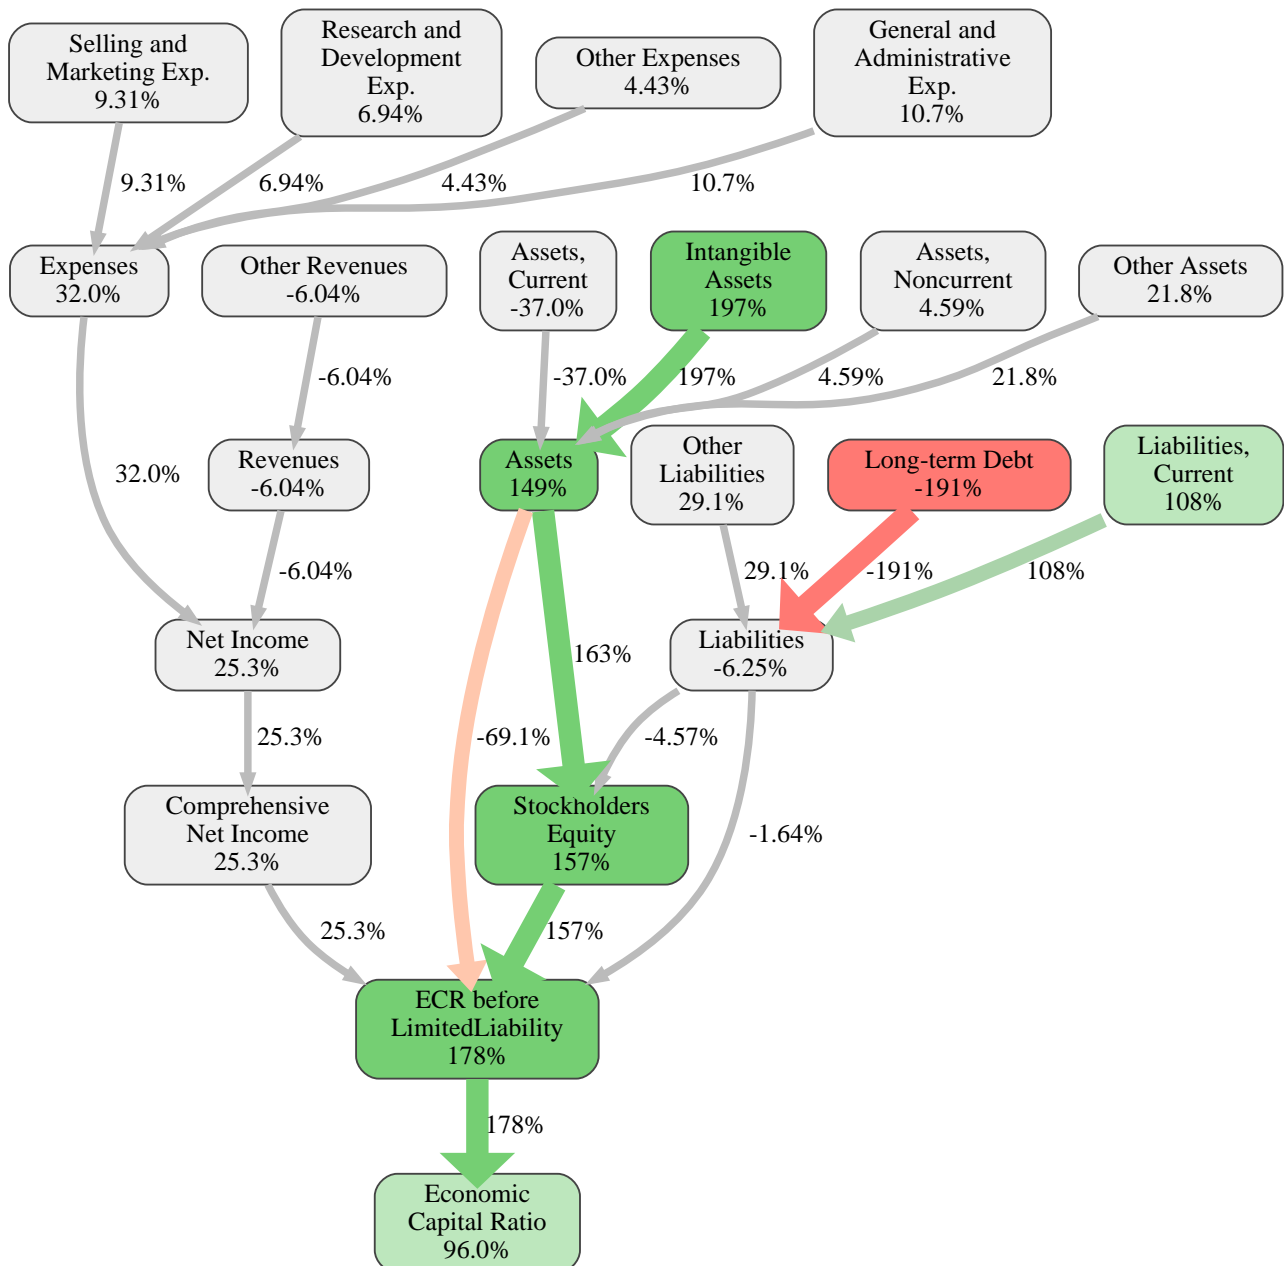 Selling and
Marketing Exp.
9.31%
Research and
Development
Exp.
6.94%
Other Expenses
4.43%
General and
Administrative
Exp.
10.7%
9.31%
6.94%
4.43%
10.7%
Expenses
32.0%
Other Revenues
-6.04%
Assets,
Current
-37.0%
Intangible
Assets
197%
Assets,
Noncurrent
4.59%
Other Assets
21.8%
-6.04%
-37.0%
197%
4.59%
21.8%
32.0%
Revenues
-6.04%
Assets
149%
Other
Liabilities
29.1%
Long-term Debt
-191%
Liabilities,
Current
108%
-6.04%
29.1%
-191%
108%
Net Income
25.3%
163%
Liabilities
-6.25%
25.3%
-69.1%
-4.57%
Comprehensive
Net Income
25.3%
Stockholders
Equity
157%
-1.64%
25.3%
157%
ECR before
LimitedLiability
178%
178%
Economic
Capital Ratio
96.0%